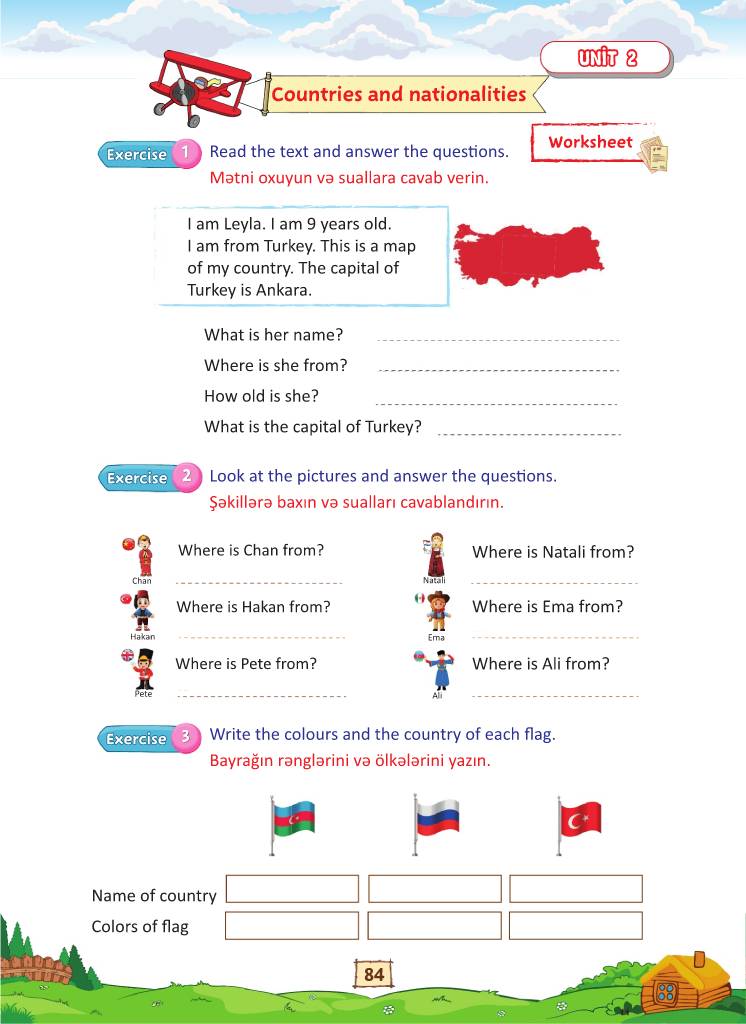 UNİT 2
Countries and nationalities
Worksheet
Exercise 1 Read the text and answer the questions.
Mətni oxuyun və suallara cavab verin.
I am Leyla. I am 9 years old.
I am from Turkey. This is a map
of my country. The capital of
Turkey is Ankara.
What is her name?
Where is she from?
How old is she?
What is the capital of Turkey?
Exercise 2 Look at the pictures and answer the questions.
Şəkillərə baxın və sualları cavablandırın.
Where is Chan from?
Chan
Where is Natali from?
Natali
Where is Hakan from?
Hakan
Where is Ema from?
Ema
Where is Pete from?
Pete
Where is Ali from?
Ali
Exercise 3 Write the colours and the country of each flag.
Bayrağın rənglərini və ölkələrini yazın.
Name of country
Colors of flag
84